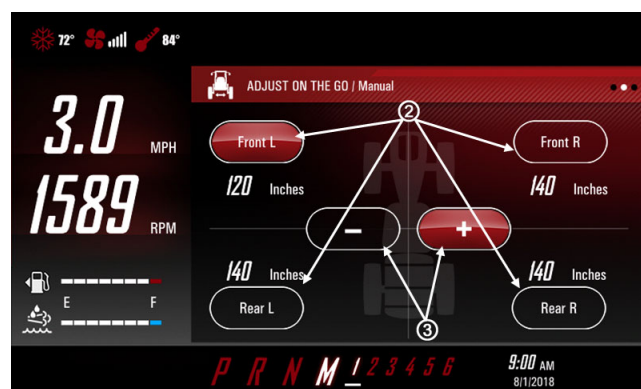 72° 84°
ADJUST ON THE GO / Manual
②
3.0 MPH
Front L Front R
120 Inches 140 Inches
1589 RPM
− +
140 Inches 140 Inches
E F
Rear L Rear R
③
P R N M 1 2 3 4 5 6
9:00 AM
8/1/2018